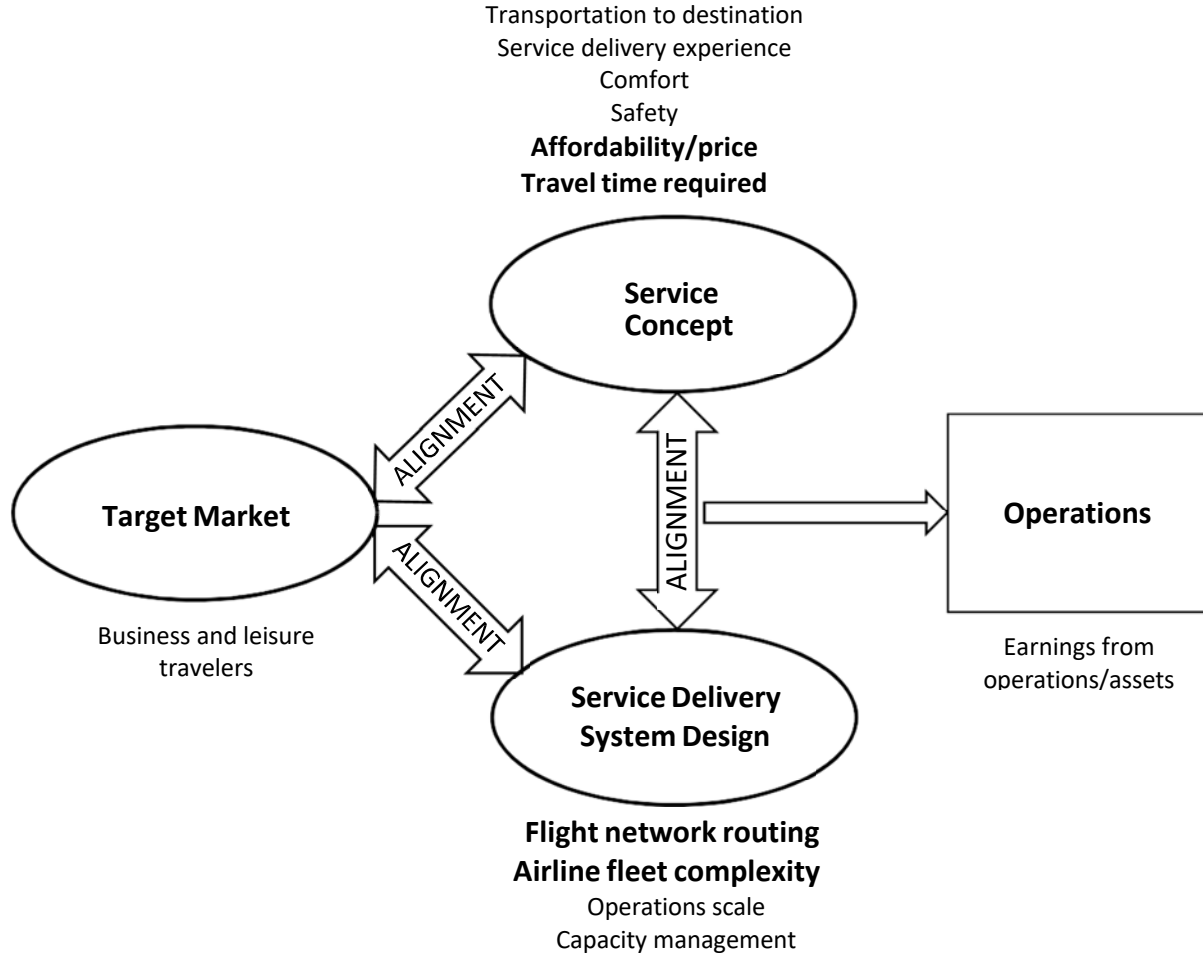 Transportation to destination
Service delivery experience
Comfort
Safety
Affordability/price
Travel time required
Service
Concept
ALIGNMENT
ALIGNMENT
Target Market
Operations
ALIGNMENT
Business and leisure
travelers
Earnings from
operations/assets
Service Delivery
System Design
Flight network routing
Airline fleet complexity
Operations scale
Capacity management